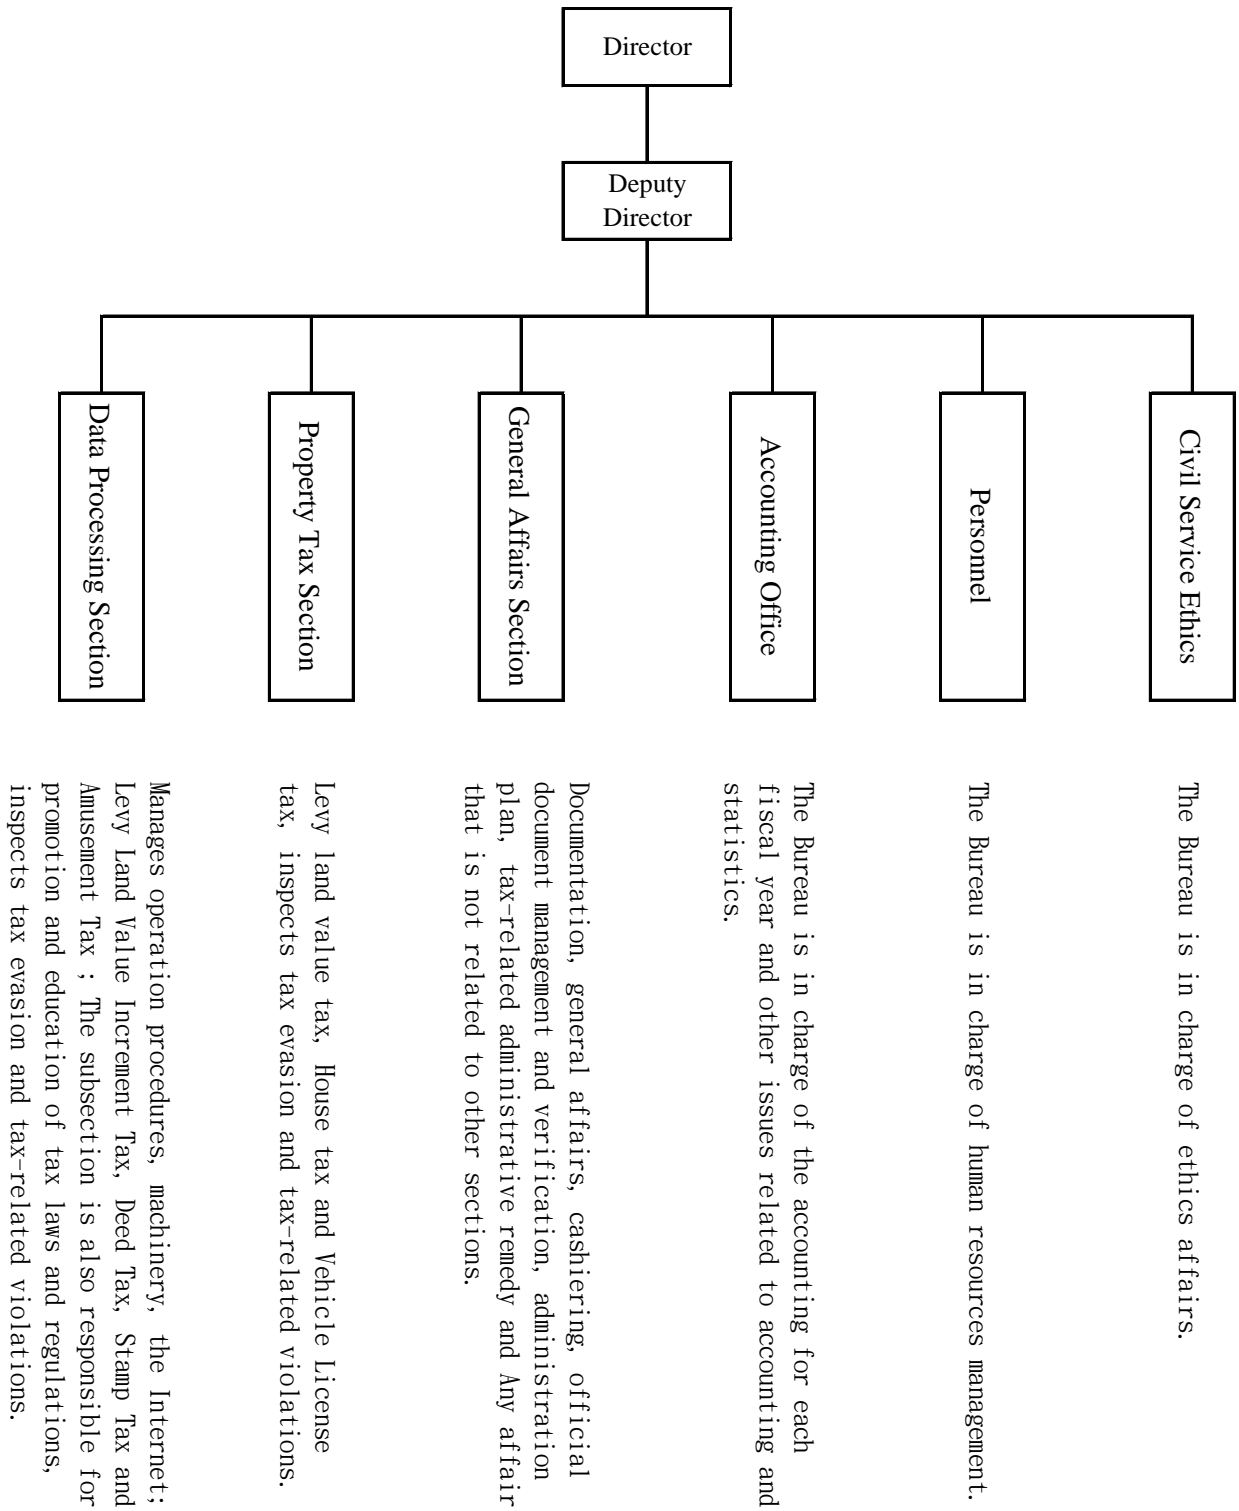 Director
Deputy
Director
Data Processing Section
Property Tax Section
General Affairs Section
Accounting Office
Personnel
Civil Service Ethics
Manages operation procedures, machinery, the Internet;
Levy Land Value Increment Tax, Deed Tax, Stamp Tax and
Amusement Tax ; The subsection is also responsible for
promotion and education of tax laws and regulations,
inspects tax evasion and tax-related violations.
Levy land value tax, House tax and Vehicle License
tax, inspects tax evasion and tax-related violations.
Documentation, general affairs, cashiering, official
document management and verification, administration
plan, tax-related administrative remedy and Any affair
that is not related to other sections.
The Bureau is in charge of the accounting for each
fiscal year and other issues related to accounting and
statistics.
The Bureau is in charge of human resources management.
The Bureau is in charge of ethics affairs.